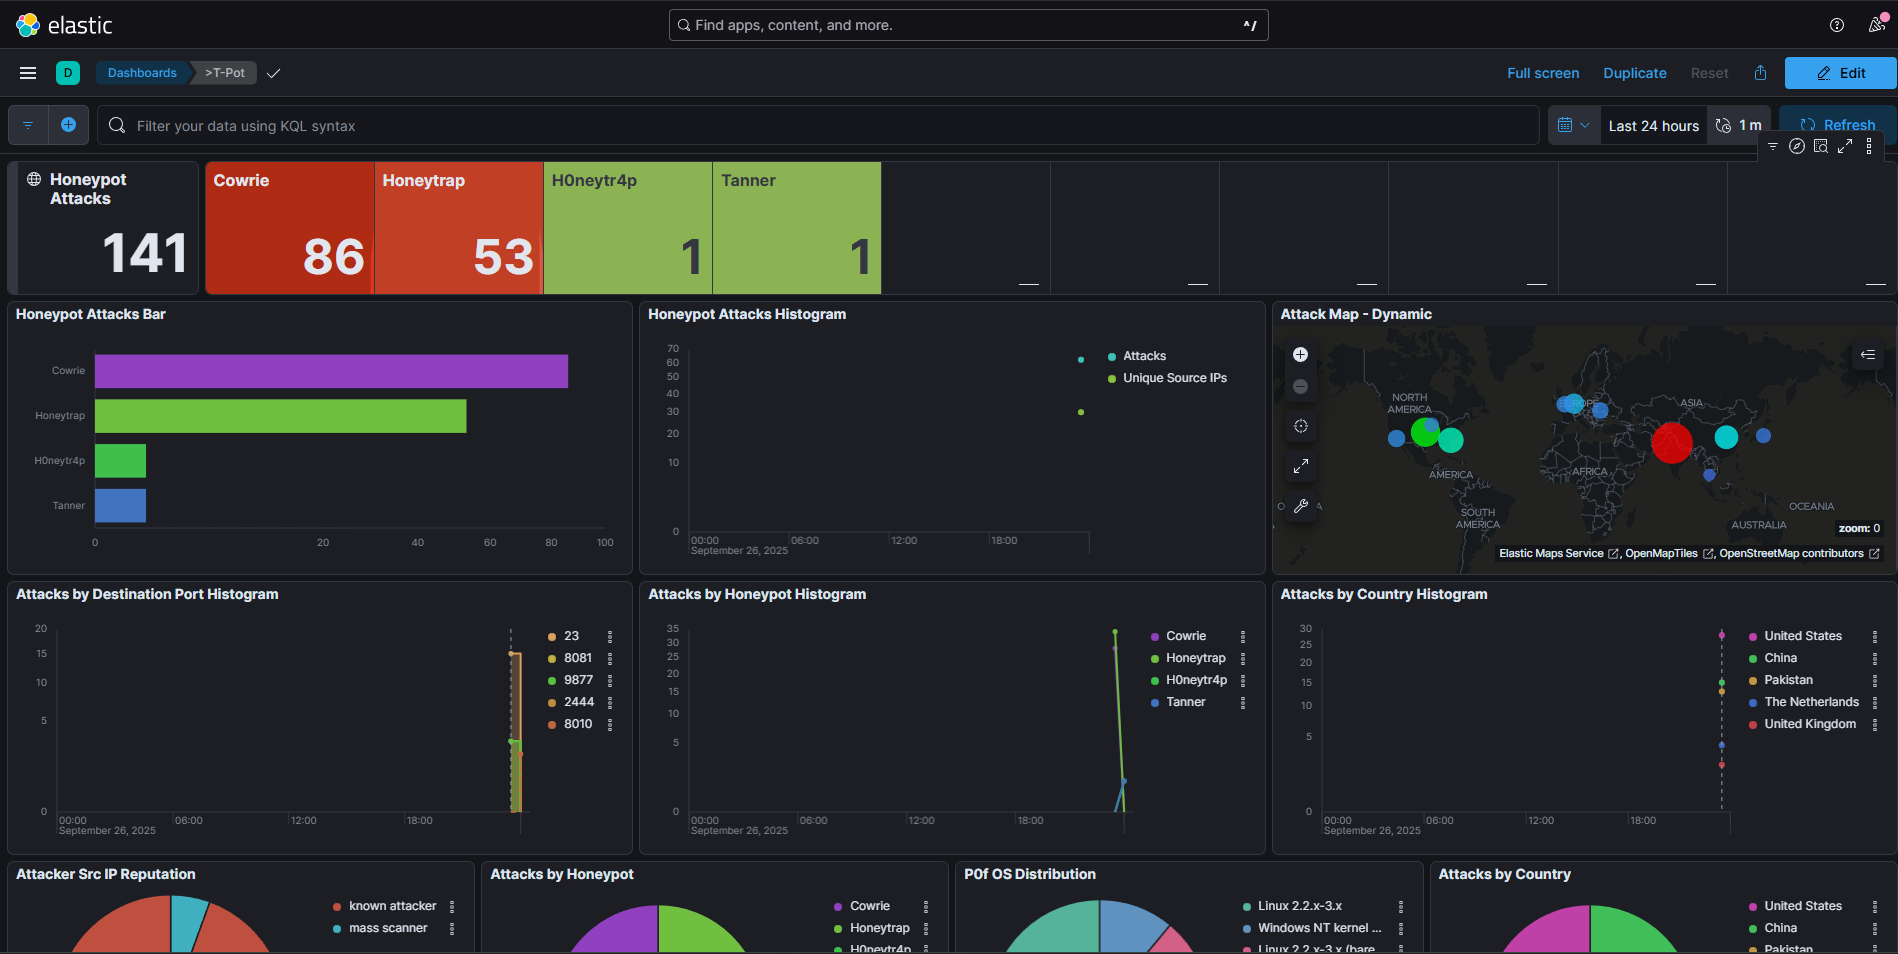 elastic
Find apps, content, and more.
^/
D
Dashboards
>T-Pot
Full screen
Duplicate
Reset
Edit
Filter your data using KQL syntax
Last 24 hours
1 m
Refresh
Honeypot
Attacks
141
Cowrie
86
Honeytrap
53
H0neytr4p
1
Tanner
1
Honeypot Attacks Bar
Cowrie
Honeytrap
H0neytr4p
Tanner
0 20 40 60 80 100
Honeypot Attacks Histogram
70
60
50
40
30
20
10
0
00:00 06:00 12:00 18:00
September 26, 2025
Attacks
Unique Source IPs
Attack Map - Dynamic
NORTH
AMERICA
ASIA
AFRICA
AMERICA
SOUTH
AMERICA
OCEANIA
AUSTRALIA
zoom: 0
Elastic Maps Service , OpenMapTiles , OpenStreetMap contributors
Attacks by Destination Port Histogram
20
15
10
5
0
00:00 06:00 12:00 18:00
September 26, 2025
23
8081
9877
2444
8010
Attacks by Honeypot Histogram
35
30
25
20
15
10
5
0
00:00 06:00 12:00 18:00
September 26, 2025
Cowrie
Honeytrap
H0neytr4p
Tanner
Attacks by Country Histogram
30
25
20
15
10
5
0
00:00 06:00 12:00 18:00
September 26, 2025
United States
China
Pakistan
The Netherlands
United Kingdom
Attacker Src IP Reputation
known attacker
mass scanner
Attacks by Honeypot
Cowrie
Honeytrap
H0neytr4p
P0f OS Distribution
Linux 2.2.x-3.x
Windows NT kernel ...
Linux 2.2.x-3.x (bare ...
Attacks by Country
United States
China
Pakistan